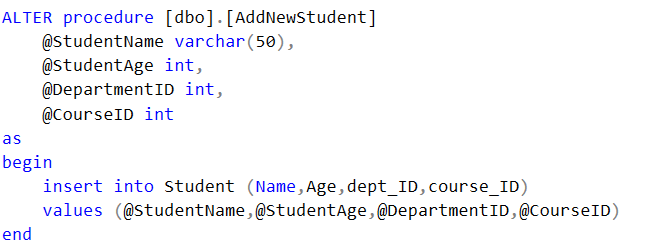 ALTER procedure [dbo].[AddNewStudent]
    @StudentName varchar(50),
    @StudentAge int,
    @DepartmentID int,
    @CourseID int
as
begin
    insert into Student (Name,Age,dept_ID,course_ID)
    values (@StudentName,@StudentAge,@DepartmentID,@CourseID)
end